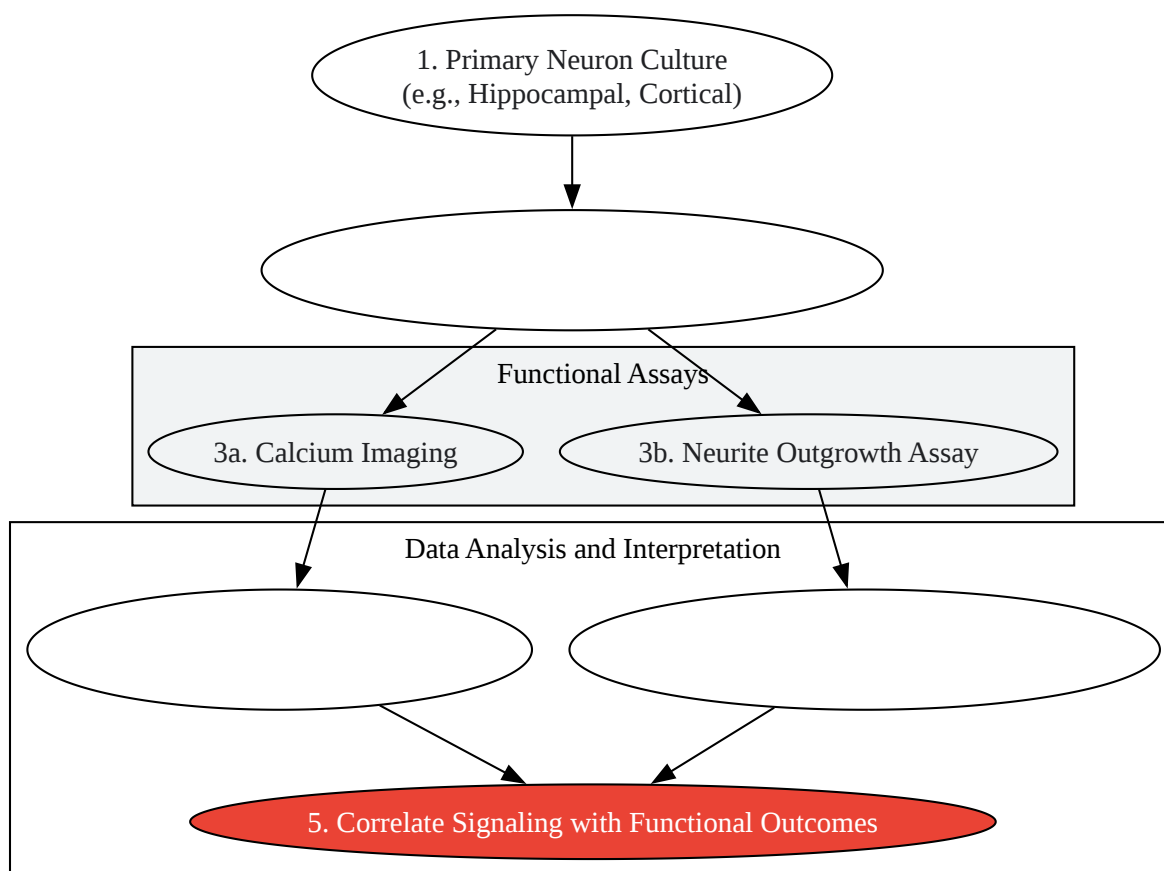 1. Primary Neuron Culture
(e.g., Hippocampal, Cortical)
Functional Assays
3a. Calcium Imaging
3b. Neurite Outgrowth Assay
Data Analysis and Interpretation
5. Correlate Signaling with Functional Outcomes